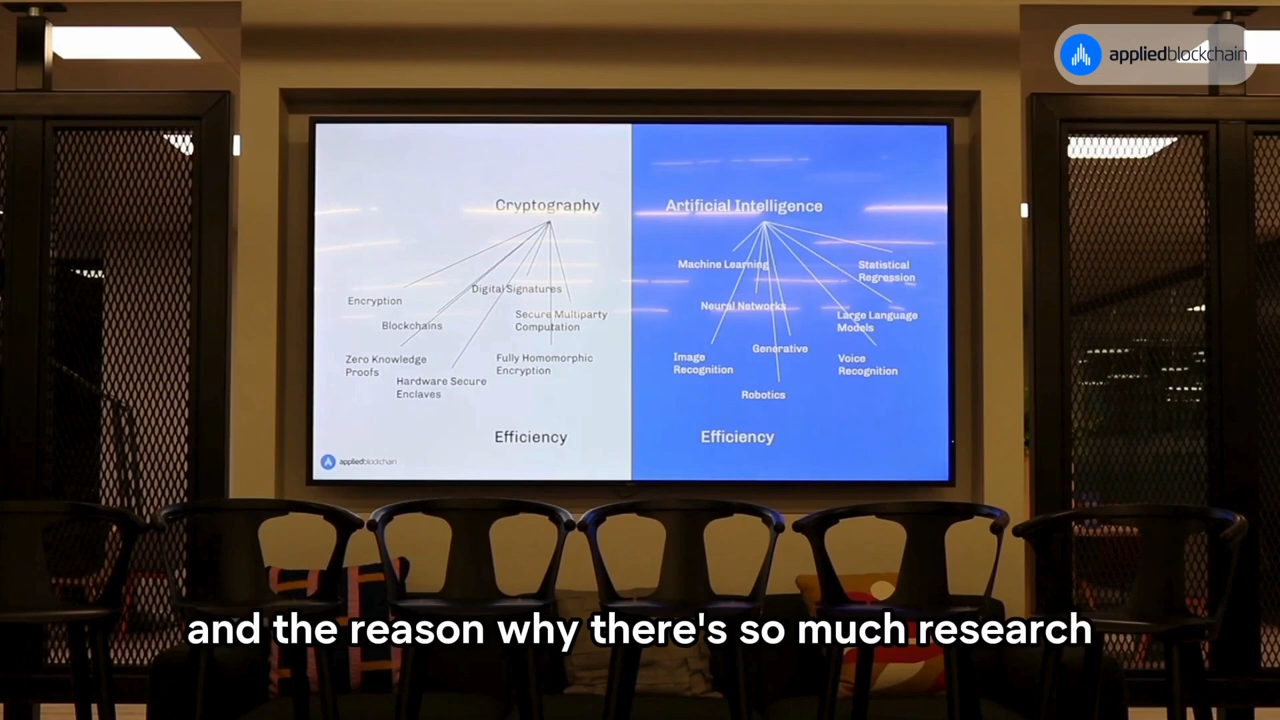 appliedblockchain
Cryptography
Encryption
Digital Signatures
Blockchains
Secure Multiparty
Computation
Zero Knowledge
Proofs
Fully Homomorphic
Encryption
Hardware Secure
Enclaves
Efficiency
appliedblockchain
Artificial Intelligence
Machine Learning
Statistical
Regression
Neural Networks
Large Language
Models
Generative
Image
Recognition
Voice
Recognition
Robotics
Efficiency
and the reason why there's so much research